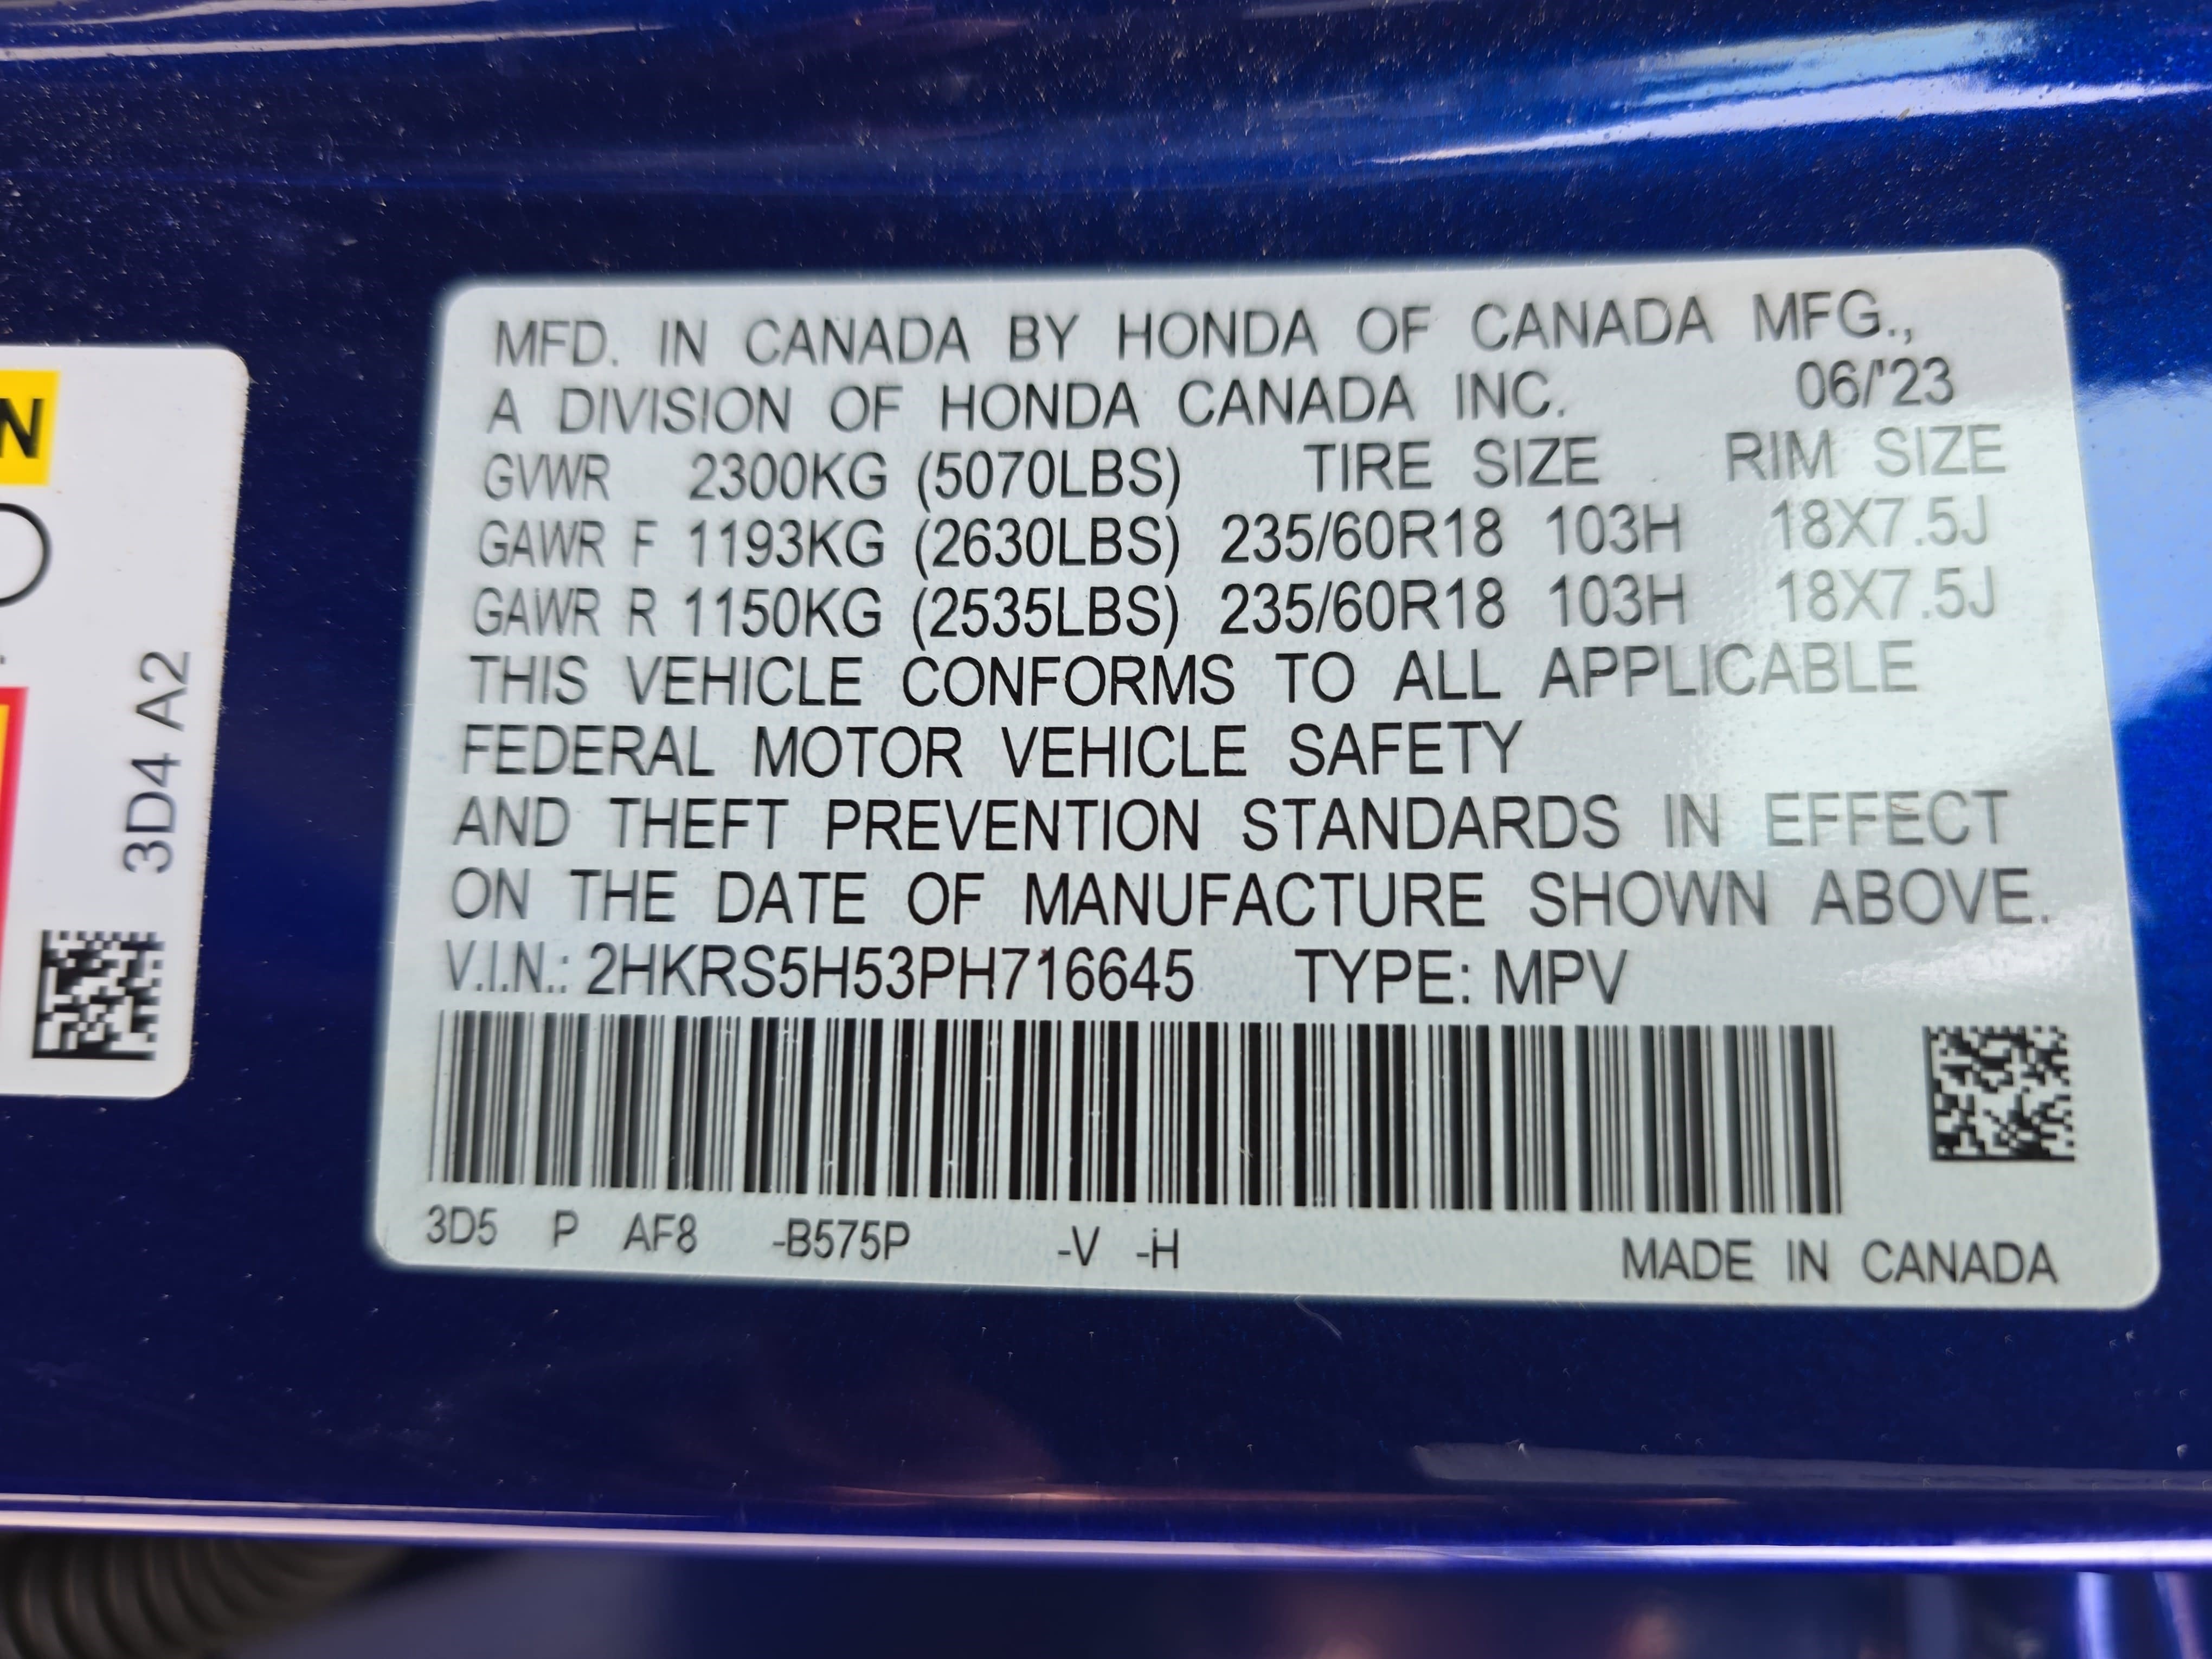 MFD. IN CANADA BY HONDA OF CANADA MFG.,
A DIVISION OF HONDA CANADA INC. 06/'23
GVWR 2300KG (5070LBS) TIRE SIZE RIM SIZE
GAWR F 1193KG (2630LBS) 235/60R18 103H 18X7.5J
GAWR R 1150KG (2535LBS) 235/60R18 103H 18X7.5J
THIS VEHICLE CONFORMS TO ALL APPLICABLE
FEDERAL MOTOR VEHICLE SAFETY
AND THEFT PREVENTION STANDARDS IN EFFECT
ON THE DATE OF MANUFACTURE SHOWN ABOVE.
V.I.N.: 2HKRS5H53PH716645 TYPE: MPV
3D5 P AF8 -B575P -V -H MADE IN CANADA
N
3D4 A2